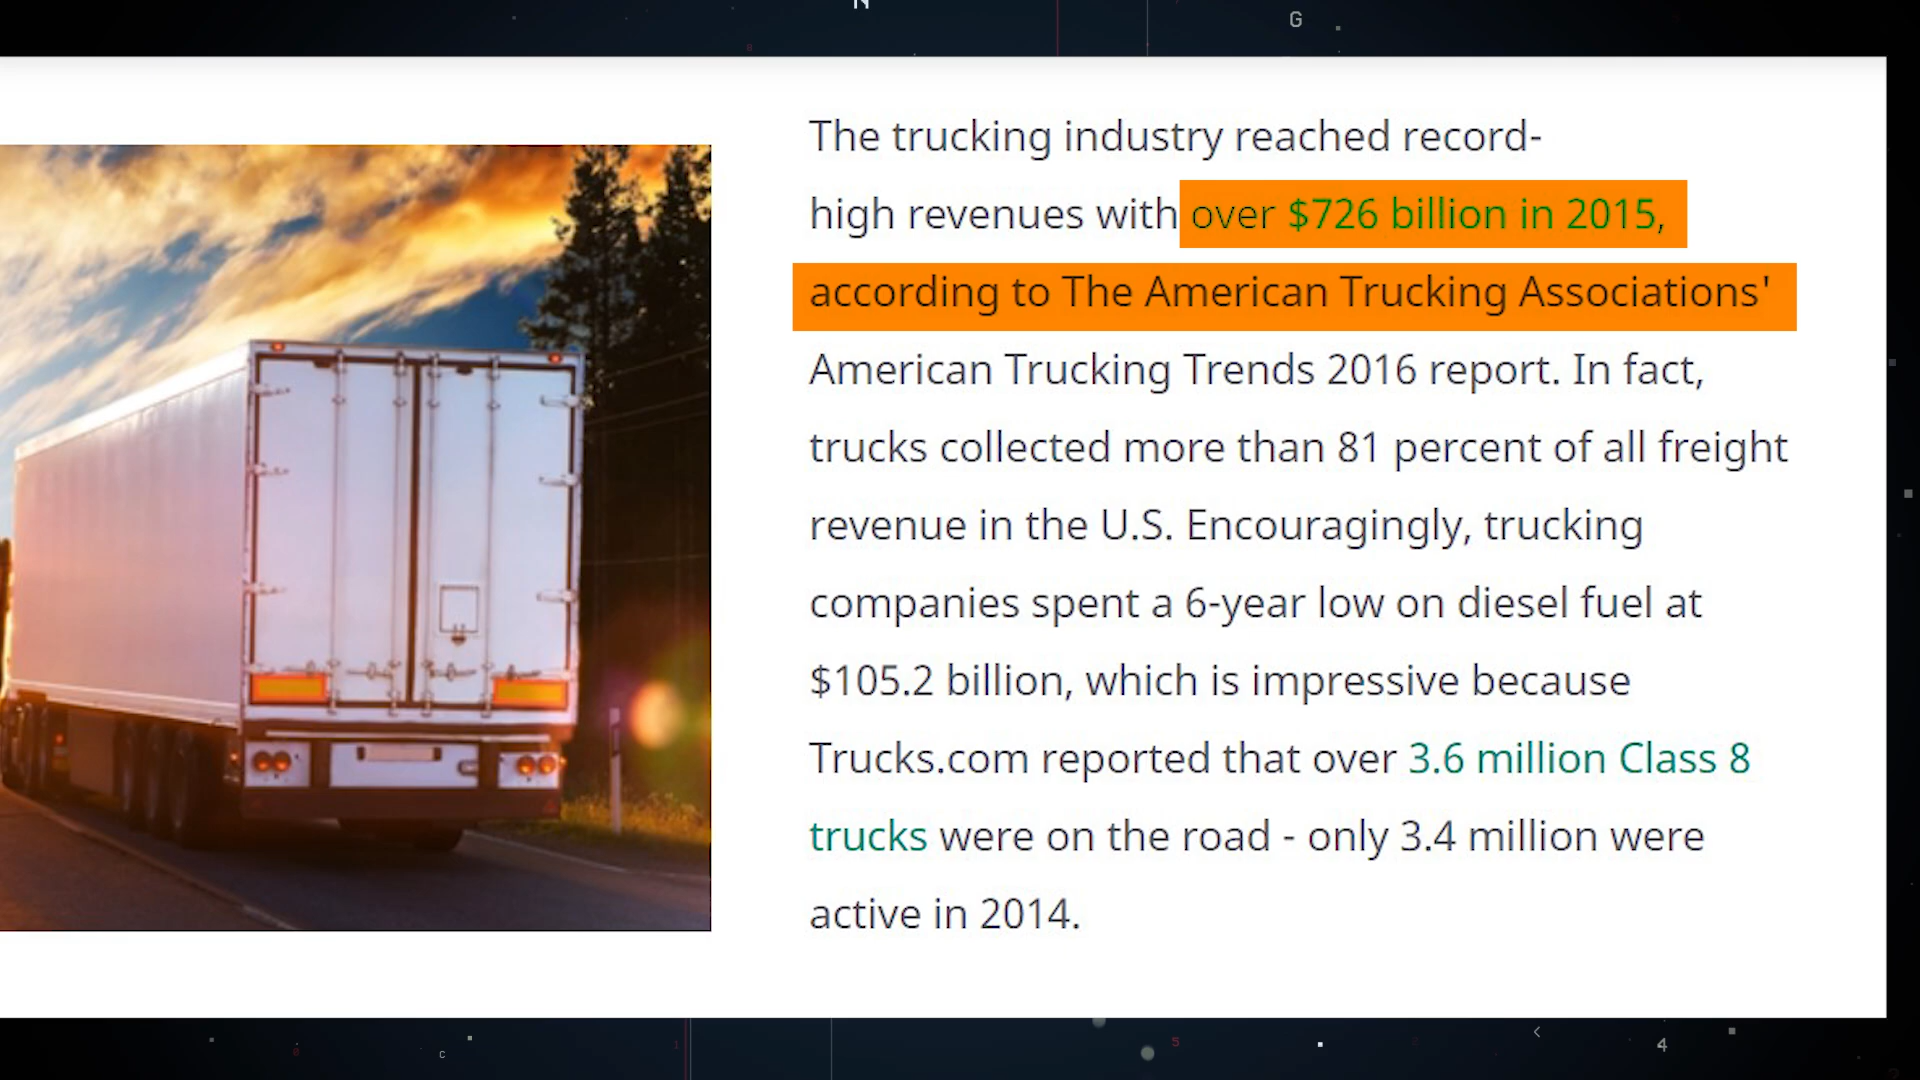 The trucking industry reached record-
high revenues with over $726 billion in 2015,
according to The American Trucking Associations'
American Trucking Trends 2016 report. In fact,
trucks collected more than 81 percent of all freight
revenue in the U.S. Encouragingly, trucking
companies spent a 6-year low on diesel fuel at
$105.2 billion, which is impressive because
Trucks.com reported that over 3.6 million Class 8
trucks were on the road - only 3.4 million were
active in 2014.